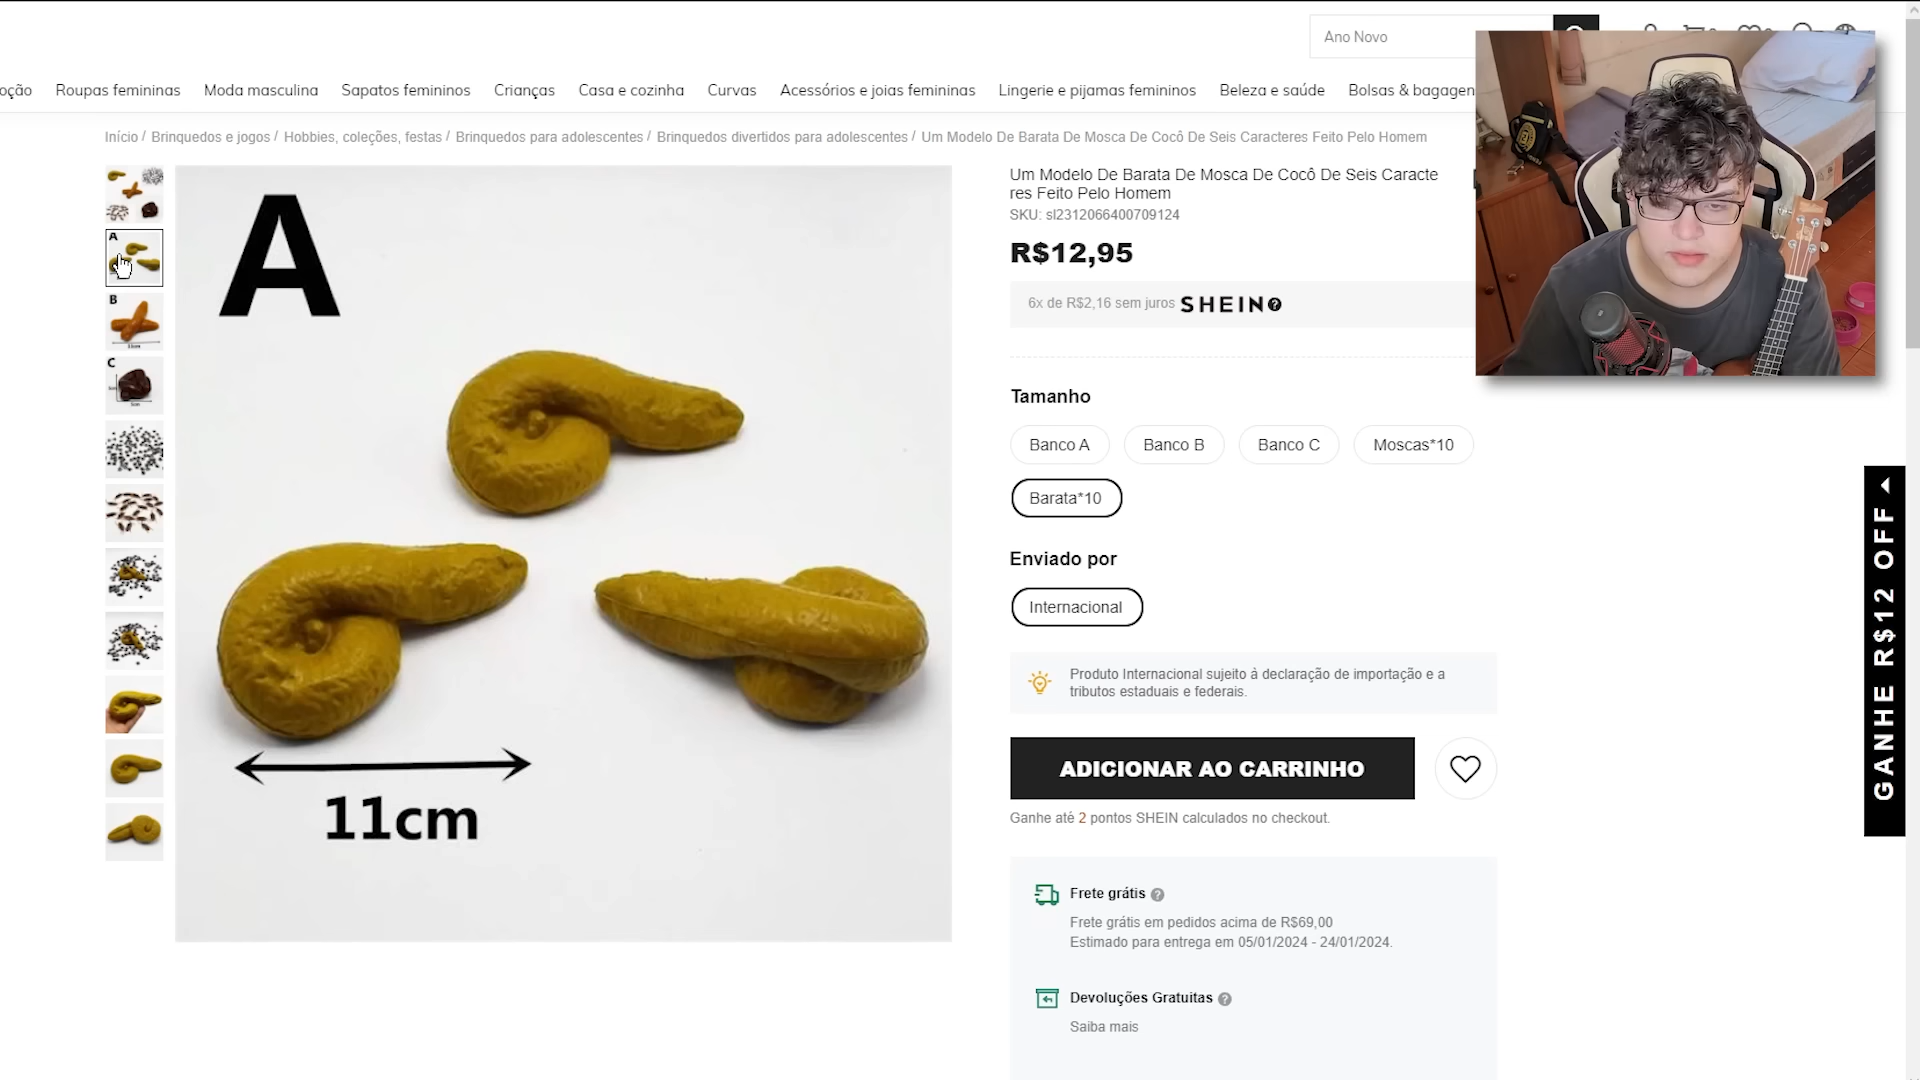 Ano Novo
oção
Roupas femininas
Moda masculina
Sapatos femininos
Crianças
Casa e cozinha
Curvas
Acessórios e joias femininas
Lingerie e pijamas femininos
Beleza e saúde
Bolsas & bagagen
Início / Brinquedos e jogos / Hobbies, coleções, festas / Brinquedos para adolescentes / Brinquedos divertidos para adolescentes / Um Modelo De Barata De Mosca De Cocô De Seis Caracteres Feito Pelo Homem
A
B
C
A
11cm
Um Modelo De Barata De Mosca De Cocô De Seis Caracte
res Feito Pelo Homem
SKU: sl2312066400709124
R$12,95
6x de R$2,16 sem juros SHEIN
Tamanho
Banco A
Banco B
Banco C
Moscas*10
Barata*10
Enviado por
Internacional
Produto Internacional sujeito à declaração de importação e a
tributos estaduais e federais.
ADICIONAR AO CARRINHO
Ganhe até 2 pontos SHEIN calculados no checkout.
Frete grátis
Frete grátis em pedidos acima de R$69,00
Estimado para entrega em 05/01/2024 - 24/01/2024.
Devoluções Gratuitas
Saiba mais
GANHE R$12 OFF